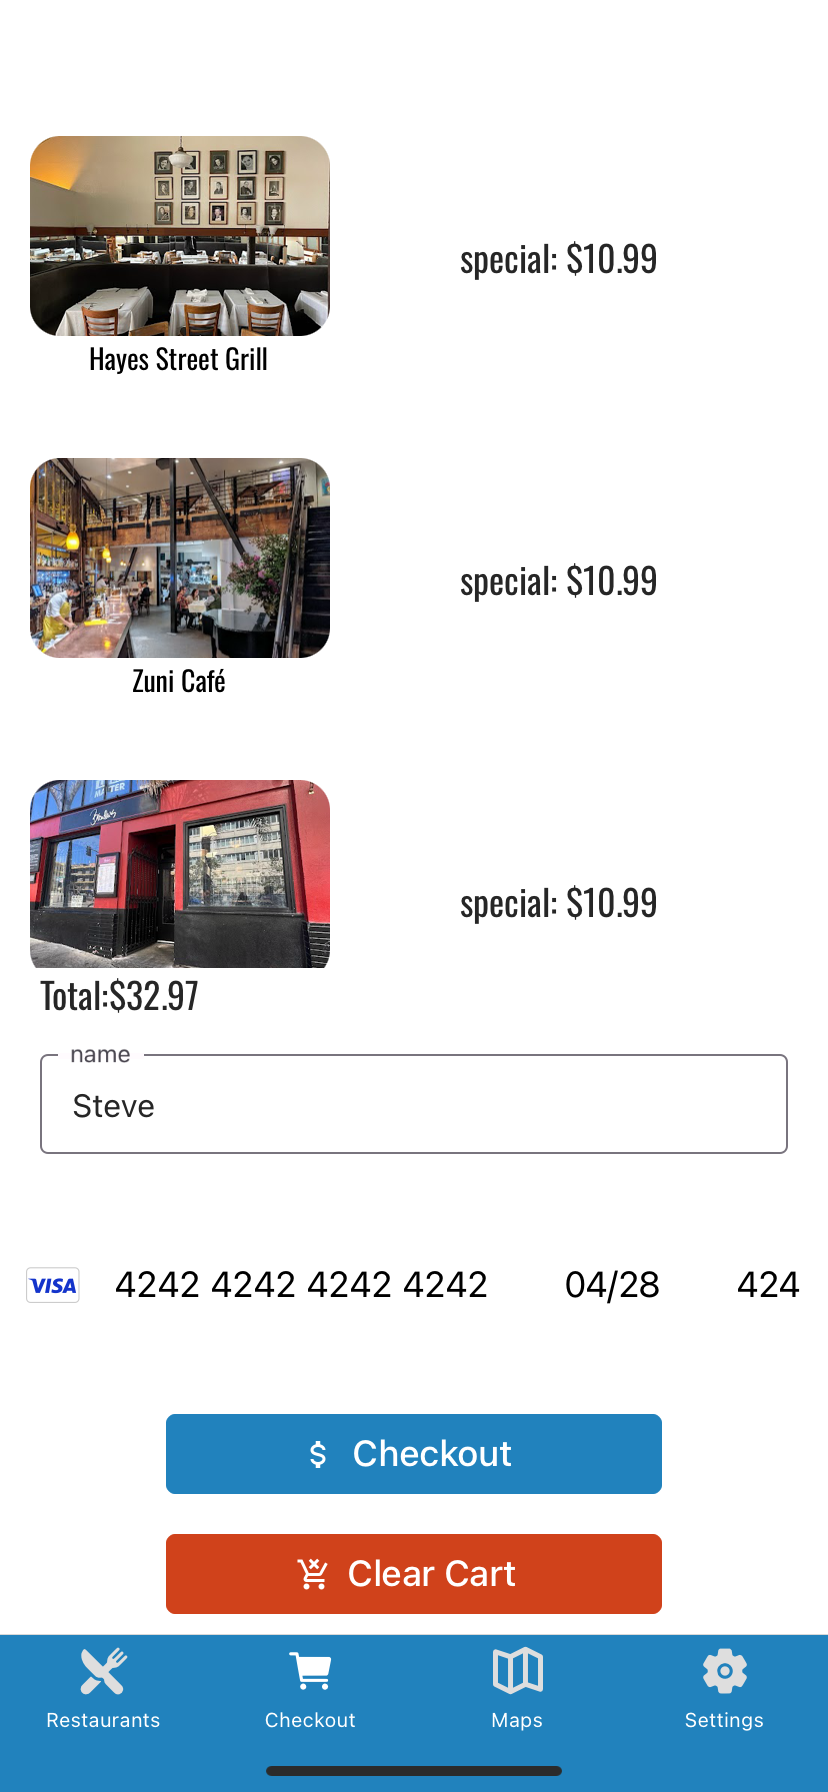 special: $10.99
Hayes Street Grill
special: $10.99
Zuni Café
MATTER
special: $10.99
Total:$32.97
name
Steve
VISA 4242 4242 4242 4242 04/28 424
$ Checkout
Clear Cart
Restaurants Checkout Maps Settings